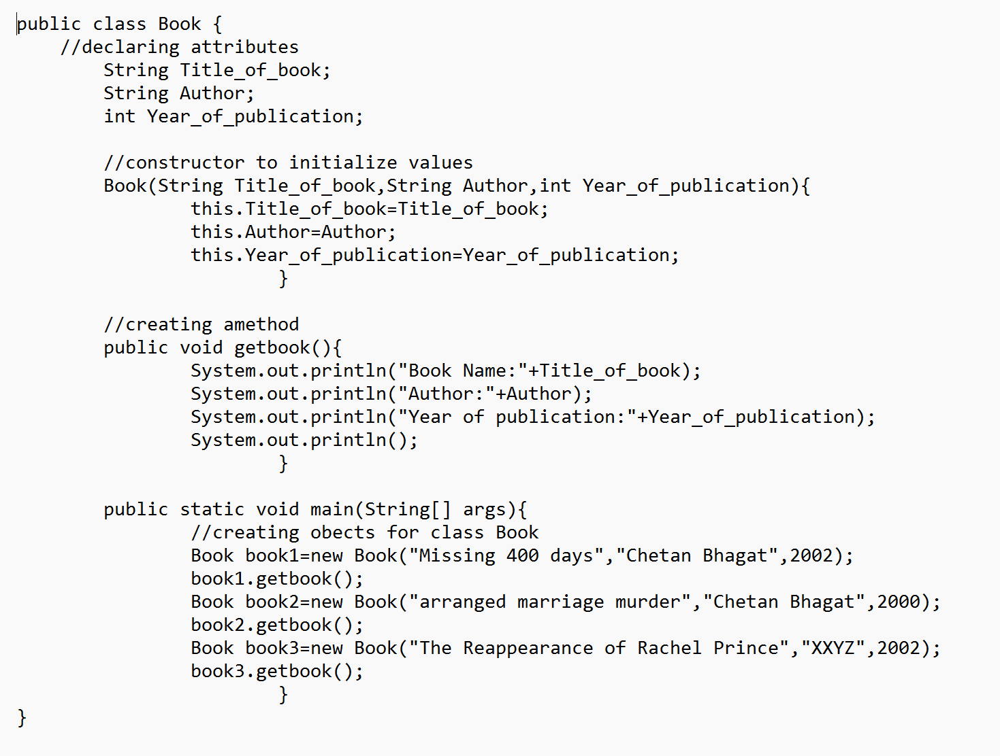 public class Book {
    //declaring attributes
        String Title_of_book;
        String Author;
        int Year_of_publication;

        //constructor to initialize values
        Book(String Title_of_book,String Author,int Year_of_publication){
                this.Title_of_book=Title_of_book;
                this.Author=Author;
                this.Year_of_publication=Year_of_publication;
                        }

        //creating amethod
        public void getbook(){
                System.out.println("Book Name:"+Title_of_book);
                System.out.println("Author:"+Author);
                System.out.println("Year of publication:"+Year_of_publication);
                System.out.println();
                        }

        public static void main(String[] args){
                //creating obects for class Book
                Book book1=new Book("Missing 400 days","Chetan Bhagat",2002);
                book1.getbook();
                Book book2=new Book("arranged marriage murder","Chetan Bhagat",2000);
                book2.getbook();
                Book book3=new Book("The Reappearance of Rachel Prince","XXYZ",2002);
                book3.getbook();
                        }
}